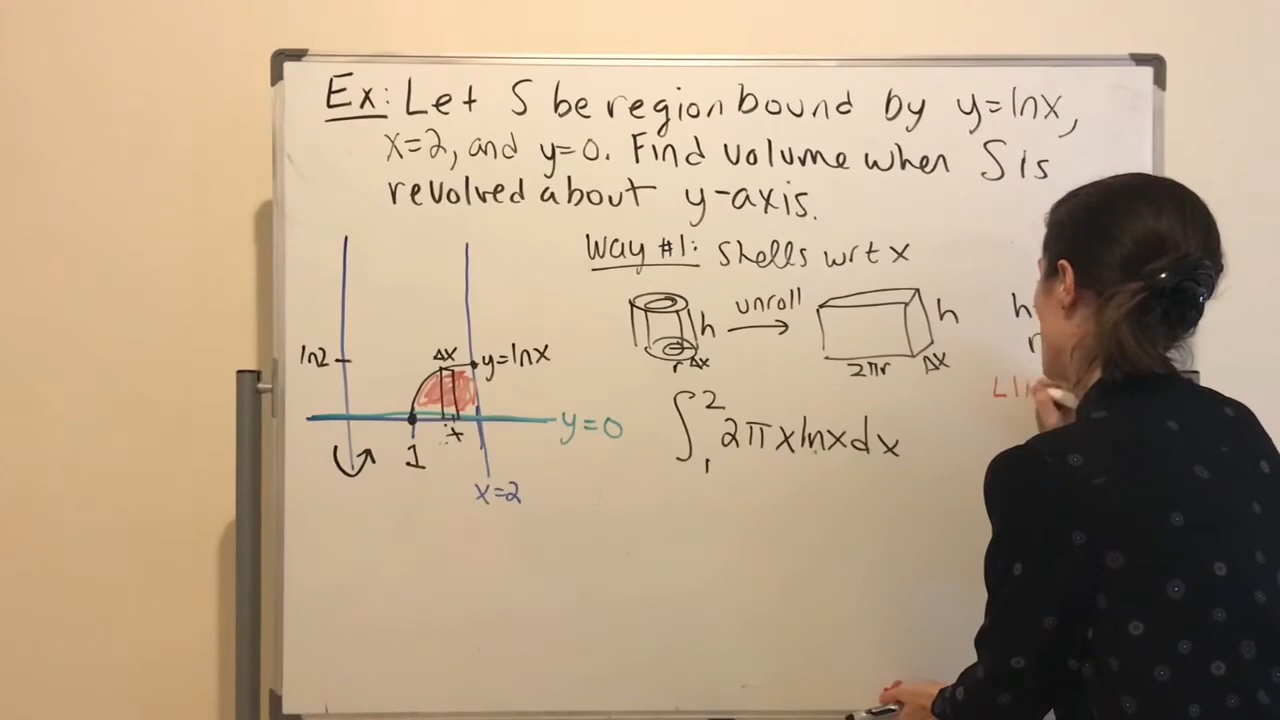 Ex: Let S be region bound by y=lnx,
x=2, and y=0. Find volume when S is
revolved about y-axis.
Way #1: Shells wrt x
unroll
h
h
r Δx
2πr
Δx
h
r
LI
ln2
Δx
y=lnx
y=0
1
x
x=2
∫₁² 2πx lnx dx